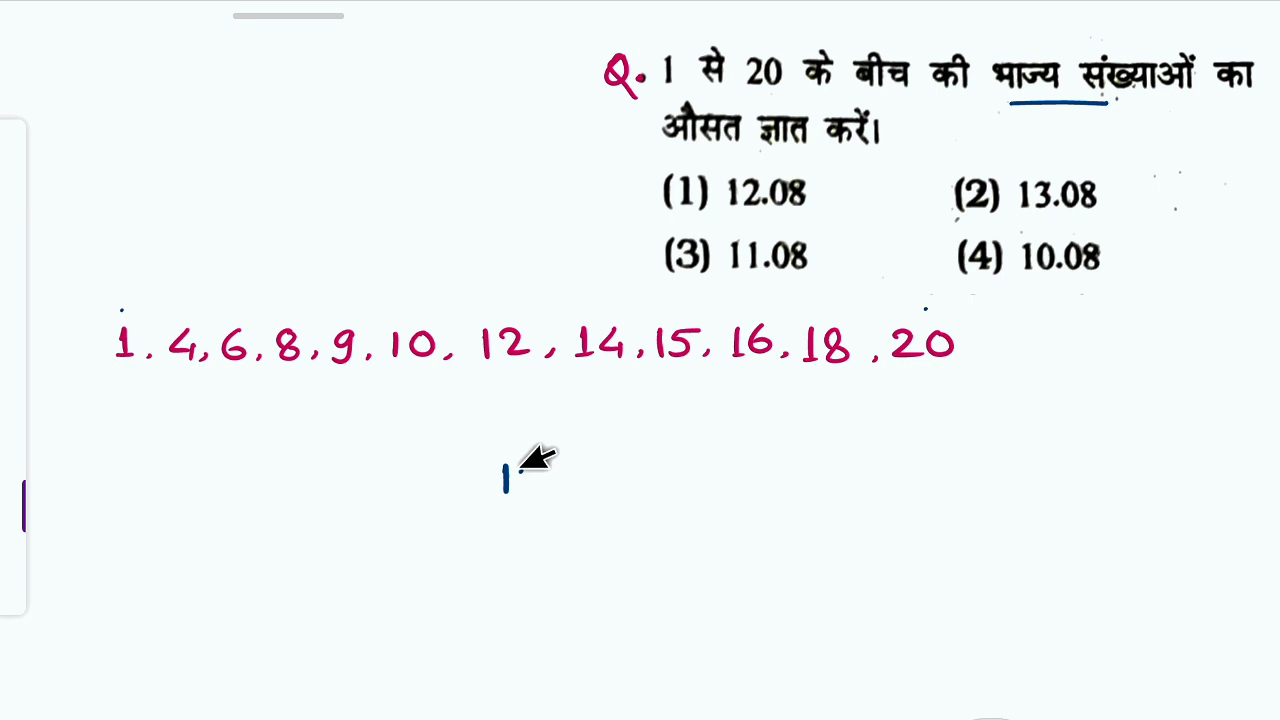 Q. 1 से 20 के बीच की भाज्य संख्याओं का
औसत ज्ञात करें।
(1) 12.08 (2) 13.08
(3) 11.08 (4) 10.08
1, 4, 6, 8, 9, 10, 12, 14, 15, 16, 18, 20
1